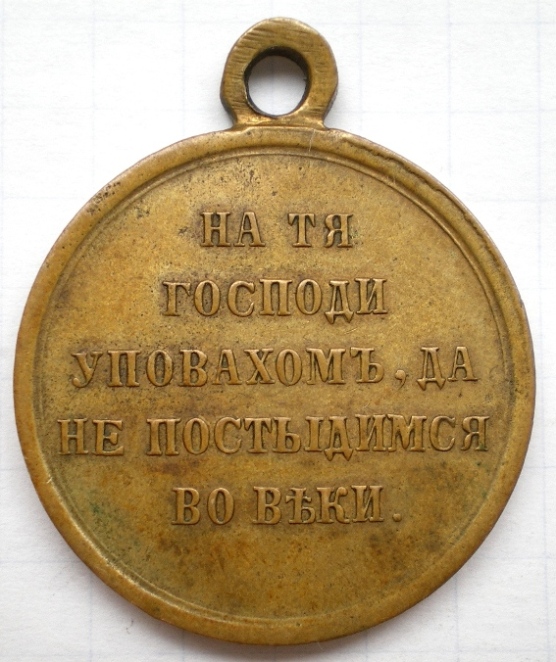 НА ТЯ
ГОСПОДИ
УПОВАХОМЪ, ДА
НЕ ПОСТЫДИМСЯ
ВО ВѢКИ.